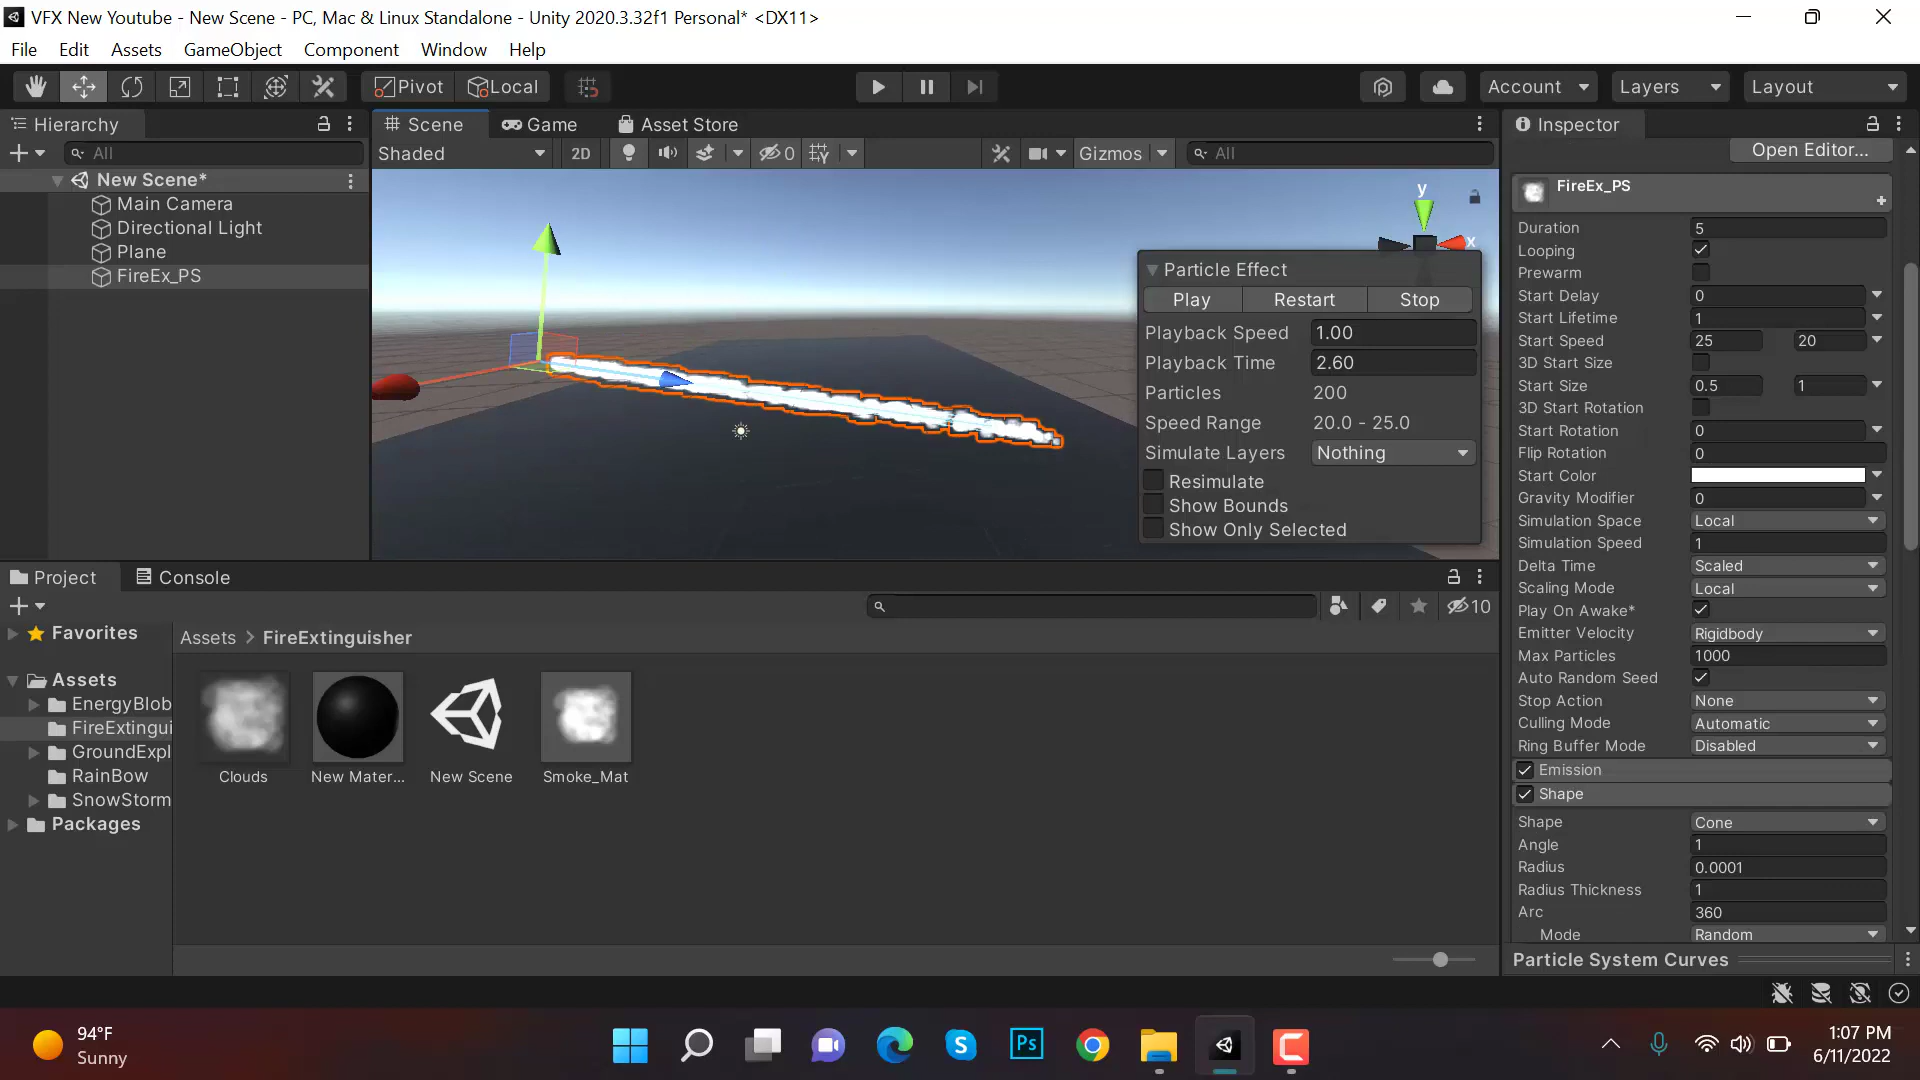 VFX New Youtube - New Scene - PC, Mac & Linux Standalone - Unity 2020.3.32f1 Personal* <DX11>
File Edit Assets GameObject Component Window Help
Pivot Local Account Layers Layout
Hierarchy
All
New Scene*
Main Camera
Directional Light
Plane
FireEx_PS
Scene Game Asset Store
Shaded 2D 0 Gizmos All
y
x
Particle Effect
Play Restart Stop
Playback Speed 1.00
Playback Time 2.60
Particles 200
Speed Range 20.0 - 25.0
Simulate Layers Nothing
Resimulate
Show Bounds
Show Only Selected
Inspector
Open Editor...
FireEx_PS
Duration 5
Looping
Prewarm
Start Delay 0
Start Lifetime 1
Start Speed 25 20
3D Start Size
Start Size 0.5 1
3D Start Rotation
Start Rotation 0
Flip Rotation 0
Start Color
Gravity Modifier 0
Simulation Space Local
Simulation Speed 1
Delta Time Scaled
Scaling Mode Local
Play On Awake*
Emitter Velocity Rigidbody
Max Particles 1000
Auto Random Seed
Stop Action None
Culling Mode Automatic
Ring Buffer Mode Disabled
Emission
Shape
Shape Cone
Angle 1
Radius 0.0001
Radius Thickness 1
Arc 360
Mode Random
Particle System Curves
Project Console
10
Favorites
Assets
EnergyBlob
FireExtingui
GroundExpl
RainBow
SnowStorm
Packages
Assets > FireExtinguisher
Clouds
New Mater...
New Scene
Smoke_Mat
94°F
Sunny
Ps
S
1:07 PM
6/11/2022